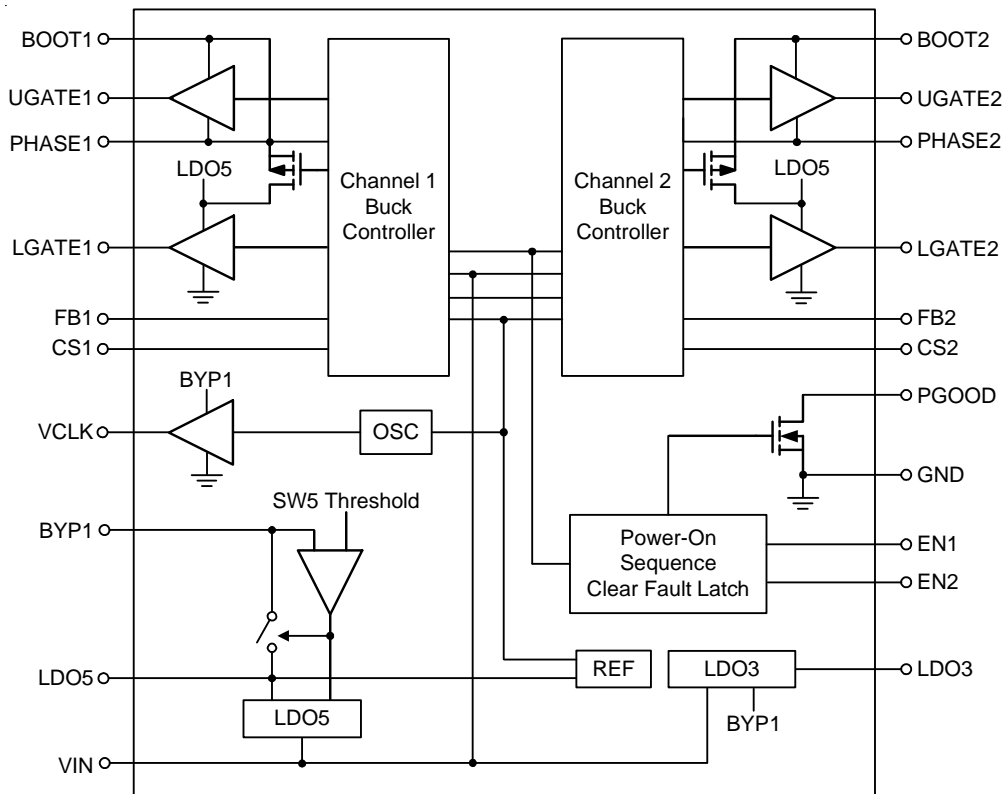 BOOT1
BOOT2
UGATE1
UGATE2
PHASE1
PHASE2
LDO5
LDO5
Channel 1
Buck
Controller
Channel 2
Buck
Controller
LGATE1
LGATE2
FB1
FB2
CS1
CS2
BYP1
PGOOD
VCLK
OSC
GND
SW5 Threshold
BYP1
Power-On
Sequence
Clear Fault Latch
EN1
EN2
LDO5
REF
LDO3
LDO3
LDO5
BYP1
VIN